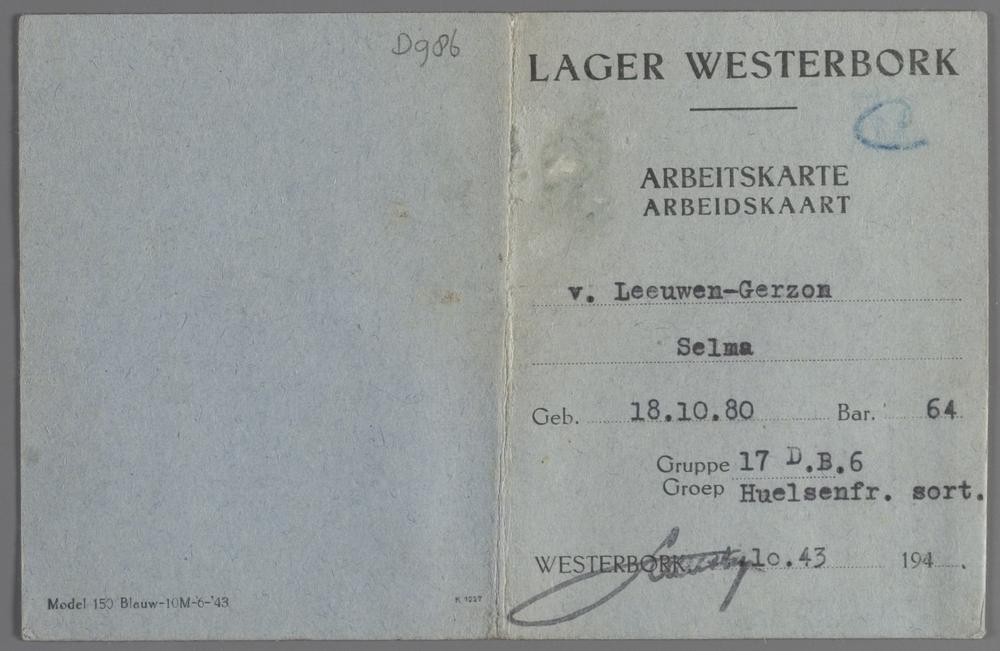 D986
LAGER WESTERBORK
C
ARBEITSKARTE
ARBEIDSKAART
v. Leeuwen-Gerzon
Selma
Geb. 18.10.80 Bar. 64
Gruppe 17 D.B.6
Groep Huelsenfr. sort.
WESTERBORK 10.43 194
Model 150 Blauw-10M-6-'43
K 1227